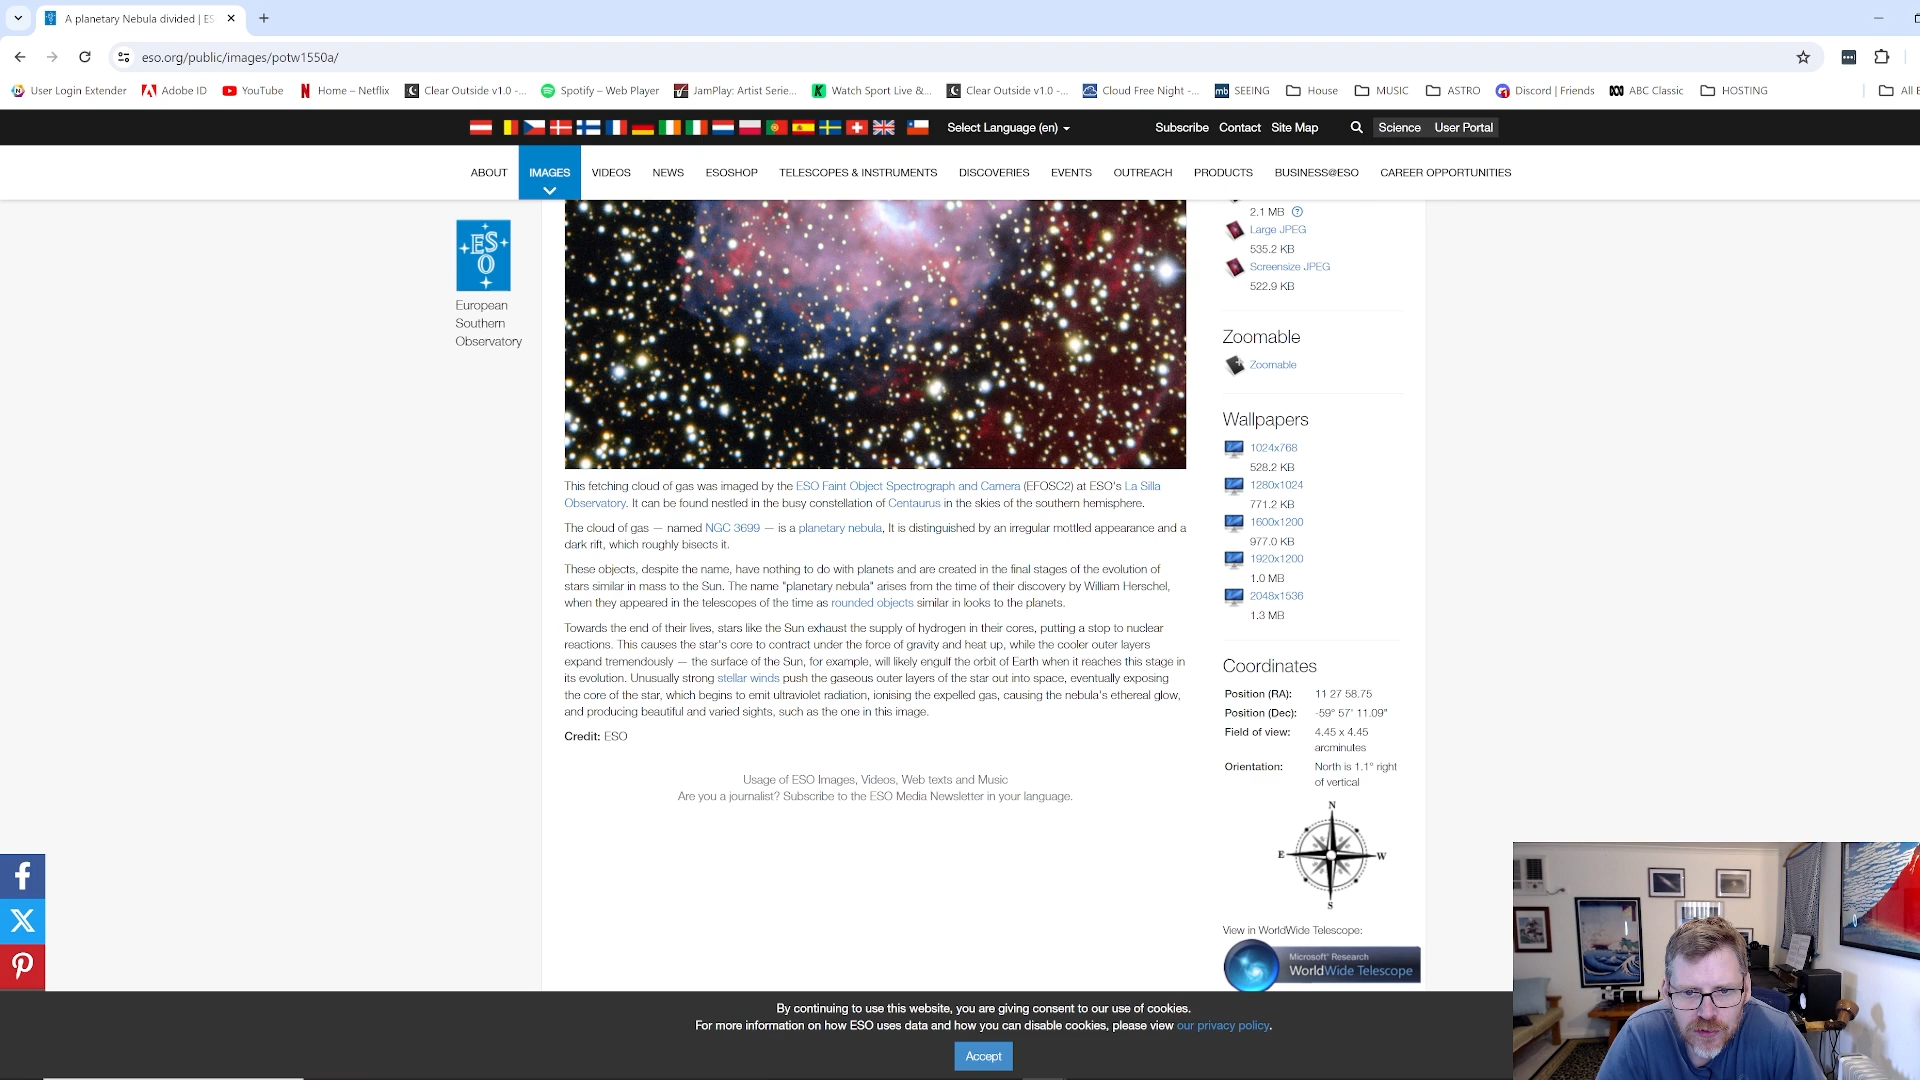 A planetary Nebula divided | ES
eso.org/public/images/potw1550a/
User Login Extender Adobe ID YouTube Home – Netflix Clear Outside v1.0 -... Spotify – Web Player JamPlay: Artist Serie... Watch Sport Live &... Clear Outside v1.0 -... Cloud Free Night -... mb SEEING House MUSIC ASTRO Discord | Friends ABC Classic HOSTING All B
Select Language (en) Subscribe Contact Site Map Science User Portal
ABOUT IMAGES VIDEOS NEWS ESOSHOP TELESCOPES & INSTRUMENTS DISCOVERIES EVENTS OUTREACH PRODUCTS BUSINESS@ESO CAREER OPPORTUNITIES
ES
O
European
Southern
Observatory
2.1 MB ?
Large JPEG
535.2 KB
Screensize JPEG
522.9 KB
Zoomable
Zoomable
Wallpapers
1024x768
528.2 KB
1280x1024
771.2 KB
1600x1200
977.0 KB
1920x1200
1.0 MB
2048x1536
1.3 MB
This fetching cloud of gas was imaged by the ESO Faint Object Spectrograph and Camera (EFOSC2) at ESO's La Silla
Observatory. It can be found nestled in the busy constellation of Centaurus in the skies of the southern hemisphere.
The cloud of gas — named NGC 3699 — is a planetary nebula. It is distinguished by an irregular mottled appearance and a
dark rift, which roughly bisects it.
These objects, despite the name, have nothing to do with planets and are created in the final stages of the evolution of
stars similar in mass to the Sun. The name "planetary nebula" arises from the time of their discovery by William Herschel,
when they appeared in the telescopes of the time as rounded objects similar in looks to the planets.
Towards the end of their lives, stars like the Sun exhaust the supply of hydrogen in their cores, putting a stop to nuclear
reactions. This causes the star's core to contract under the force of gravity and heat up, while the cooler outer layers
expand tremendously — the surface of the Sun, for example, will likely engulf the orbit of Earth when it reaches this stage in
its evolution. Unusually strong stellar winds push the gaseous outer layers of the star out into space, eventually exposing
the core of the star, which begins to emit ultraviolet radiation, ionising the expelled gas, causing the nebula's ethereal glow,
and producing beautiful and varied sights, such as the one in this image.
Credit: ESO
Usage of ESO Images, Videos, Web texts and Music
Are you a journalist? Subscribe to the ESO Media Newsletter in your language.
Coordinates
Position (RA): 11 27 58.75
Position (Dec): -59° 57' 11.09"
Field of view: 4.45 x 4.45
arcminutes
Orientation: North is 1.1° right
of vertical
N
E W
S
View in WorldWide Telescope:
Microsoft® Research
WorldWide Telescope
By continuing to use this website, you are giving consent to our use of cookies.
For more information on how ESO uses data and how you can disable cookies, please view our privacy policy.
Accept